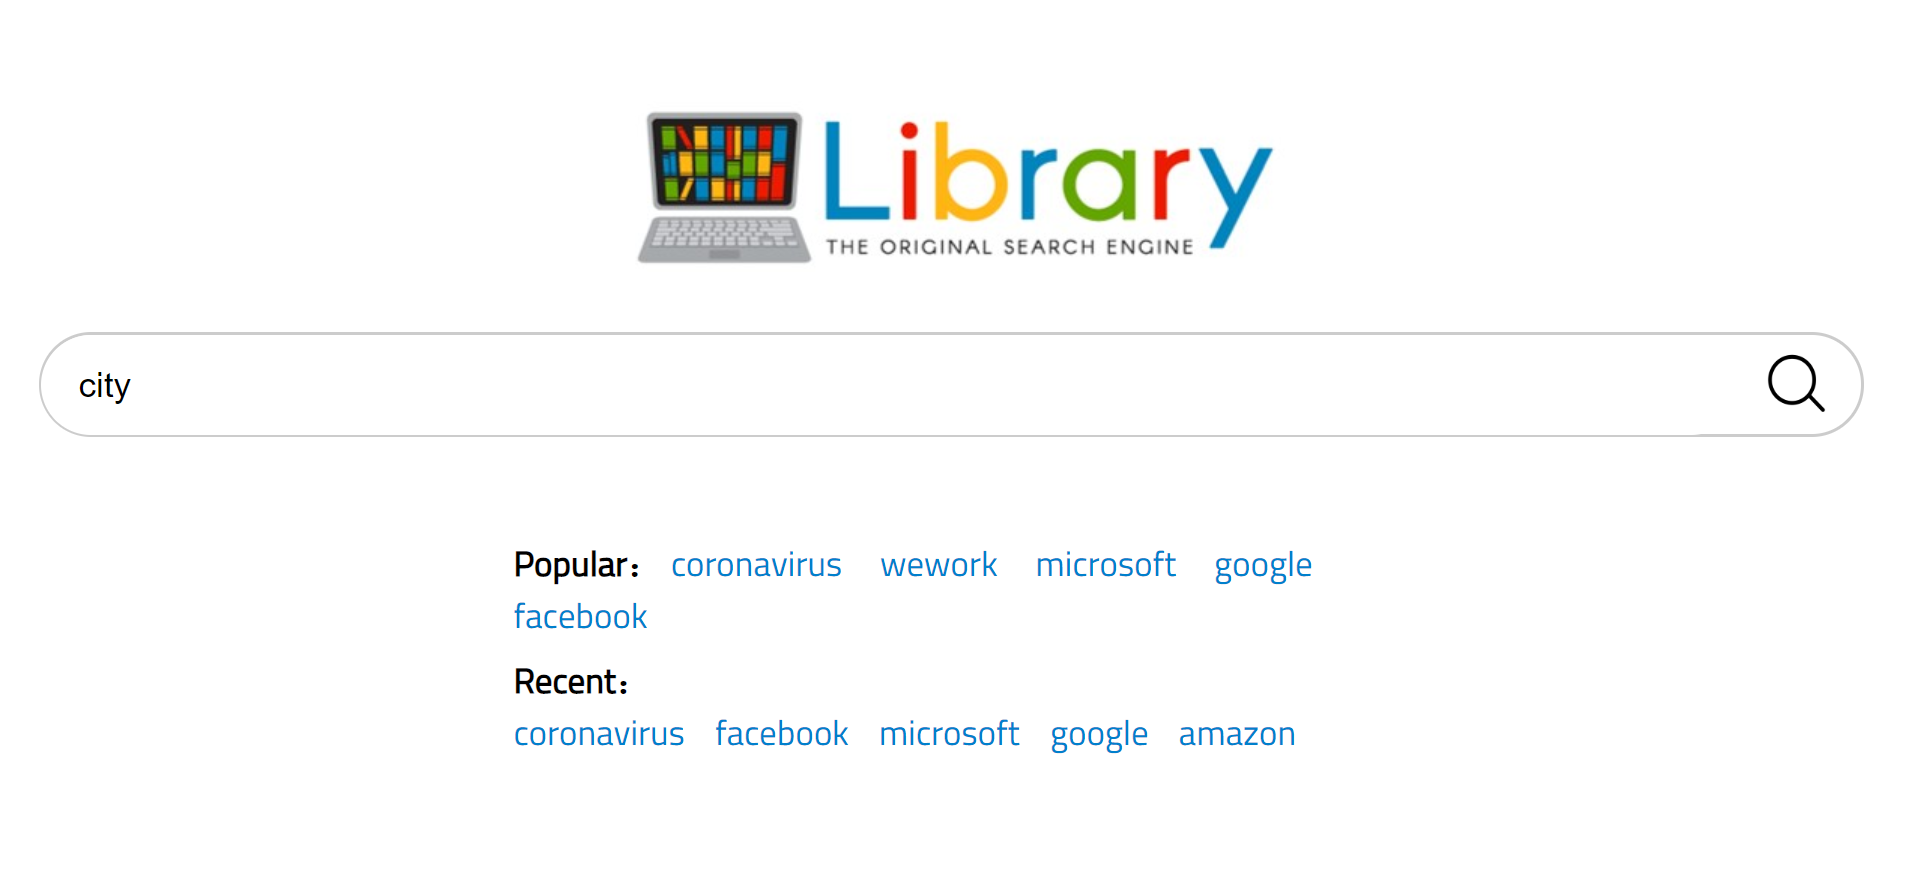 Library
THE ORIGINAL SEARCH ENGINE
city
Popular： coronavirus wework microsoft google
facebook
Recent：
coronavirus facebook microsoft google amazon